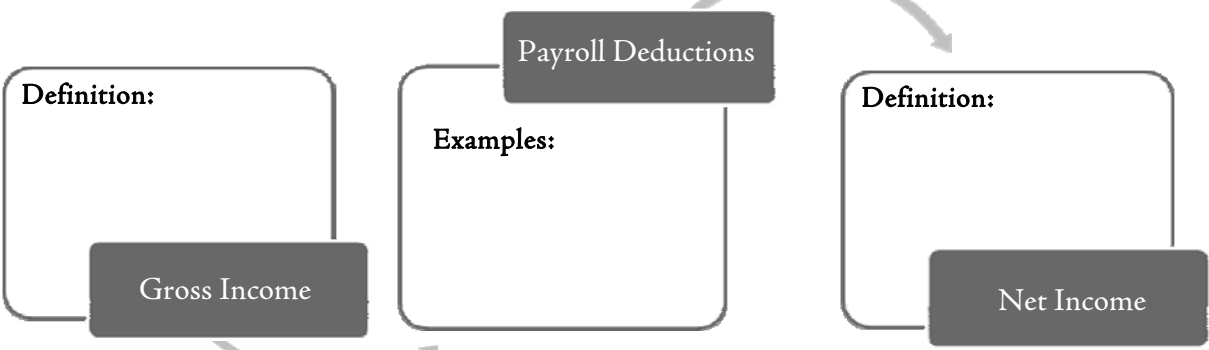 Definition:
Gross Income
Payroll Deductions
Examples:
Definition:
Net Income